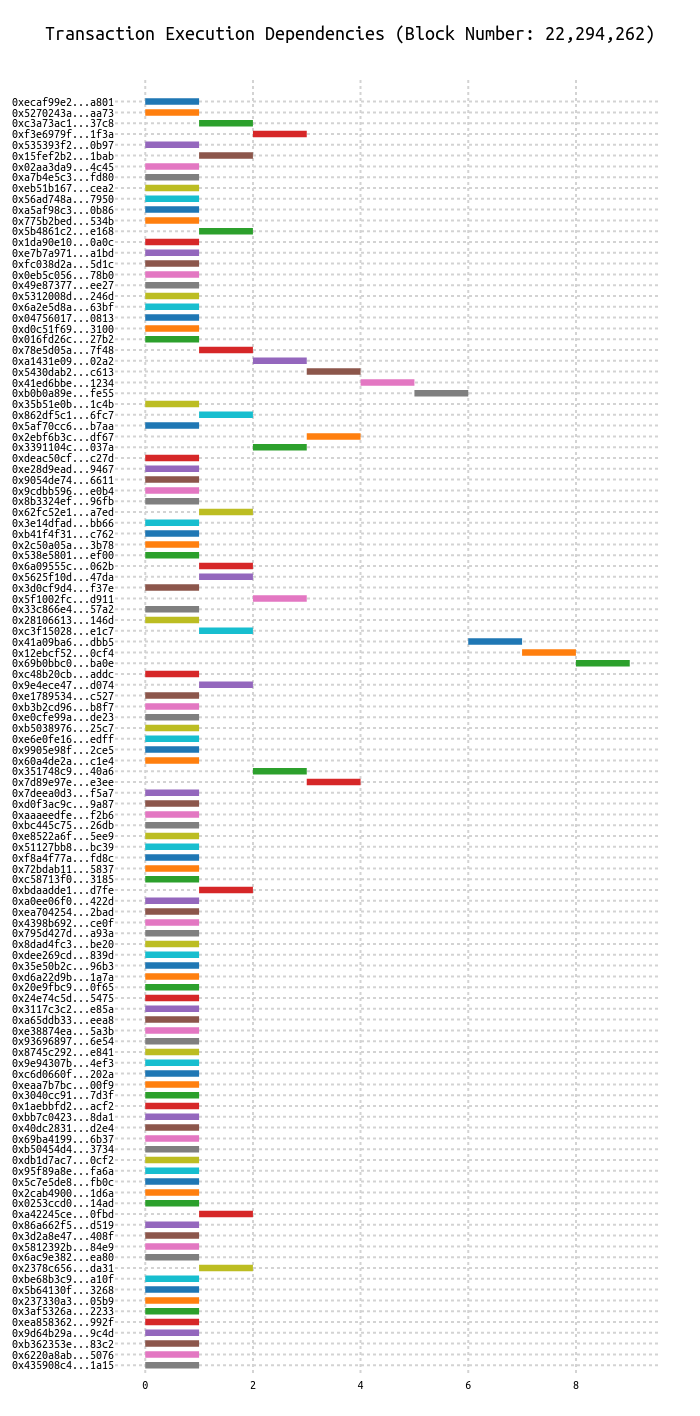 Transaction Execution Dependencies (Block Number: 22,294,262)
0xecaf99e2...a801
0x5270243a...aa73
0xc3a73ac1...37c8
0xf3e6979f...1f3a
0x535393f2...0b97
0x15fef2b2...1bab
0x02aa3da9...4c45
0xa7b4e5c3...fd80
0xeb51b167...cea2
0x56ad748a...7950
0xa5af98c3...0b86
0x775b2bed...534b
0x5b4861c2...e168
0x1da90e10...0a0c
0xe7b7a971...a1bd
0xfc038d2a...5d1c
0x0eb5c056...78b0
0x49e87377...ee27
0x5312008d...246d
0x6a2e5d8a...63bf
0x04756017...0813
0xd0c51f69...3100
0x016fd26c...27b2
0x78e5d05a...7f48
0xa1431e09...02a2
0x5430dab2...c613
0x41ed6bbe...1234
0xb0b0a89e...fe55
0x35b51e0b...1c4b
0x862df5c1...6fc7
0x5af70cc6...b7aa
0x2ebf6b3c...df67
0x3391104c...037a
0xdeac50cf...c27d
0xe28d9ead...9467
0x9054de74...6611
0x9cdbb596...e0b4
0x8b3324ef...96fb
0x62fc52e1...a7ed
0x3e14dfad...bb66
0xb41f4f31...c762
0x2c50a05a...3b78
0x538e5801...ef00
0x6a09555c...062b
0x5625f10d...47da
0x3d0cf9d4...f37e
0x5f1002fc...d911
0x33c866e4...57a2
0x28106613...146d
0xc3f15028...e1c7
0x41a09ba6...dbb5
0x12ebcf52...0cf4
0x69b0bbc0...ba0e
0xc48b20cb...addc
0x9e4ece47...d074
0xe1789534...c527
0xb3b2cd96...b8f7
0xe0cfe99a...de23
0xb5038976...25c7
0xe6e0fe16...edff
0x9905e98f...2ce5
0x60a4de2a...c1e4
0x351748c9...40a6
0x7d89e97e...e3ee
0x7deea0d3...f5a7
0xd0f3ac9c...9a87
0xaaaeedfe...f2b6
0xbc445c75...26db
0xe8522a6f...5ee9
0x51127bb8...bc39
0xf8a4f77a...fd8c
0x72bdab11...5837
0xc58713f0...3185
0xbdaadde1...d7fe
0xa0ee06f0...422d
0xea704254...2bad
0x4398b692...ce0f
0x795d427d...a93a
0x8dad4fc3...be20
0xdee269cd...839d
0x35e50b2c...96b3
0xd6a22d9b...1a7a
0x20e9fbc9...0f65
0x24e74c5d...5475
0x3117c3c2...e85a
0xa65ddb33...eea8
0xe38874ea...5a3b
0x93696897...6e54
0x8745c292...e841
0x9e94307b...4ef3
0xc6d0660f...202a
0xeaa7b7bc...00f9
0x3040cc91...7d3f
0x1aebbfd2...acf2
0xbb7c0423...8da1
0x40dc2831...d2e4
0x69ba4199...6b37
0xb50454d4...3734
0xdb1d7ac7...0cf2
0x95f89a8e...fa6a
0x5c7e5de8...fb0c
0x2cab4900...1d6a
0x0253ccd0...14ad
0xa42245ce...0fbd
0x86a662f5...d519
0x3d2a8e47...408f
0x5812392b...84e9
0x6ac9e382...ea80
0x2378c656...da31
0xbe68b3c9...a10f
0x5b64130f...3268
0x237330a3...05b9
0x3af5326a...2233
0xea858362...992f
0x9d64b29a...9c4d
0xb362353e...83c2
0x6220a8ab...5076
0x435908c4...1a15
0 2 4 6 8